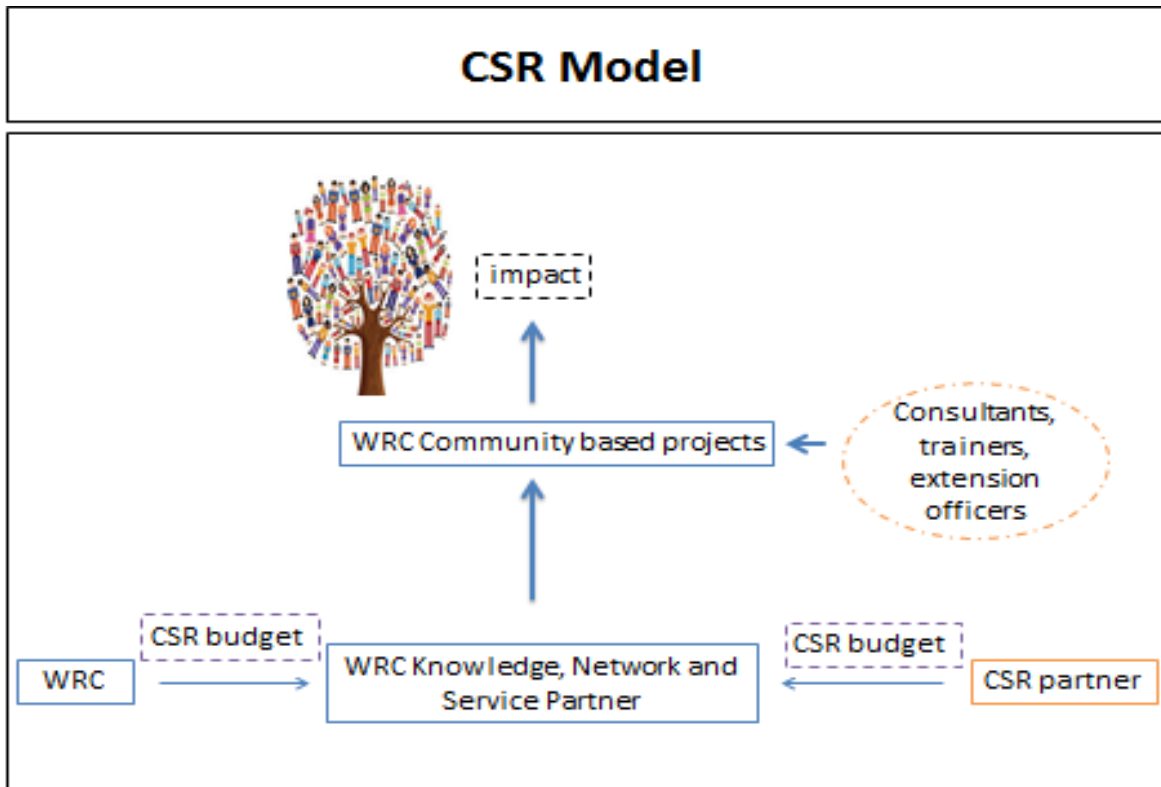 CSR Model
impact
WRC Community based projects
Consultants,
trainers,
extension
officers
CSR budget
WRC
WRC Knowledge, Network and
Service Partner
CSR budget
CSR partner